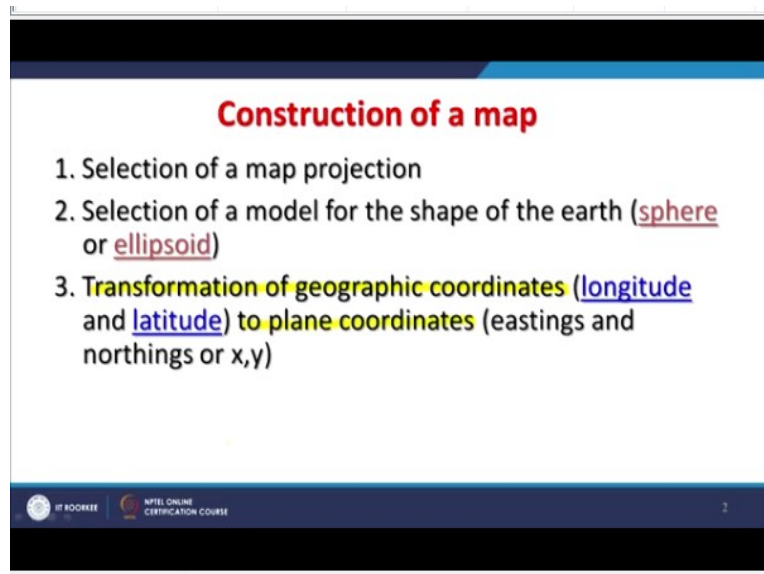 Construction of a map
1. Selection of a map projection
2. Selection of a model for the shape of the earth (sphere
or ellipsoid)
3. Transformation of geographic coordinates (longitude
and latitude) to plane coordinates (eastings and
northings or x,y)
IIT ROORKEE
NPTEL ONLINE
CERTIFICATION COURSE
2